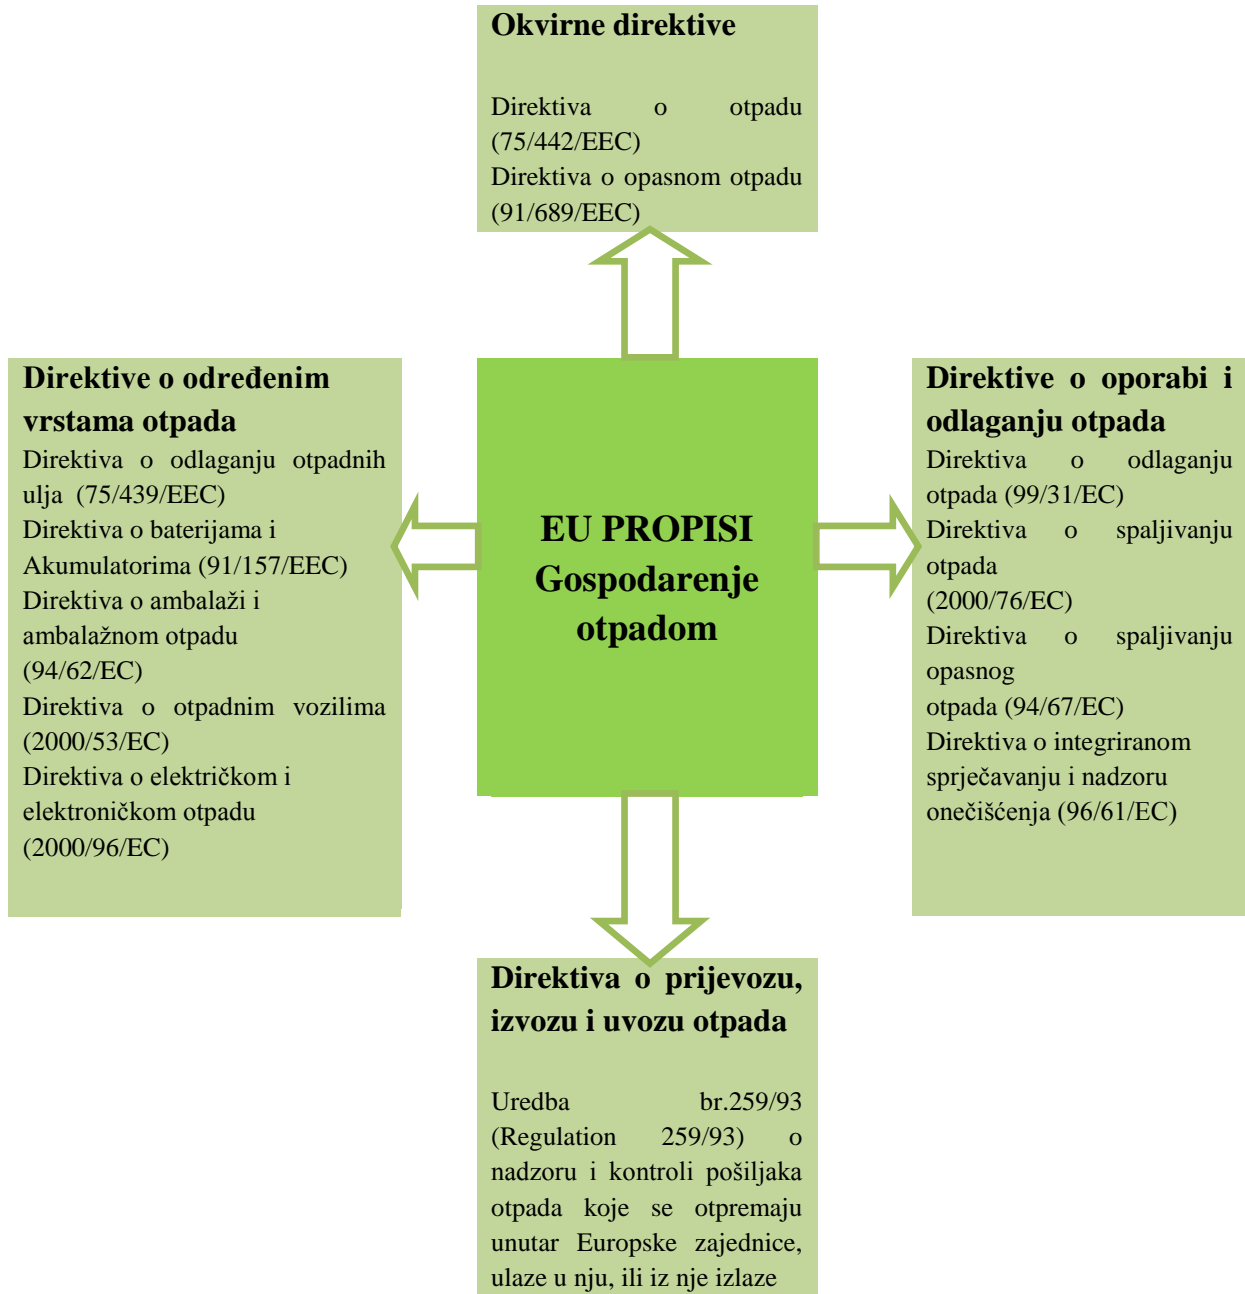 Okvirne direktive
Direktiva o otpadu
(75/442/EEC)
Direktiva o opasnom otpadu
(91/689/EEC)
Direktive o određenim
vrstama otpada
Direktiva o odlaganju otpadnih
ulja (75/439/EEC)
Direktiva o baterijama i
Akumulatorima (91/157/EEC)
Direktiva o ambalaži i
ambalažnom otpadu
(94/62/EC)
Direktiva o otpadnim vozilima
(2000/53/EC)
Direktiva o električkom i
elektroničkom otpadu
(2000/96/EC)
EU PROPISI
Gospodarenje
otpadom
Direktive o oporabi i
odlaganju otpada
Direktiva o odlaganju
otpada (99/31/EC)
Direktiva o spaljivanju
otpada
(2000/76/EC)
Direktiva o spaljivanju
opasnog
otpada (94/67/EC)
Direktiva o integriranom
sprječavanju i nadzoru
onečišćenja (96/61/EC)
Direktiva o prijevozu,
izvozu i uvozu otpada
Uredba br.259/93
(Regulation 259/93) o
nadzoru i kontroli pošiljaka
otpada koje se otpremaju
unutar Europske zajednice,
ulaze u nju, ili iz nje izlaze